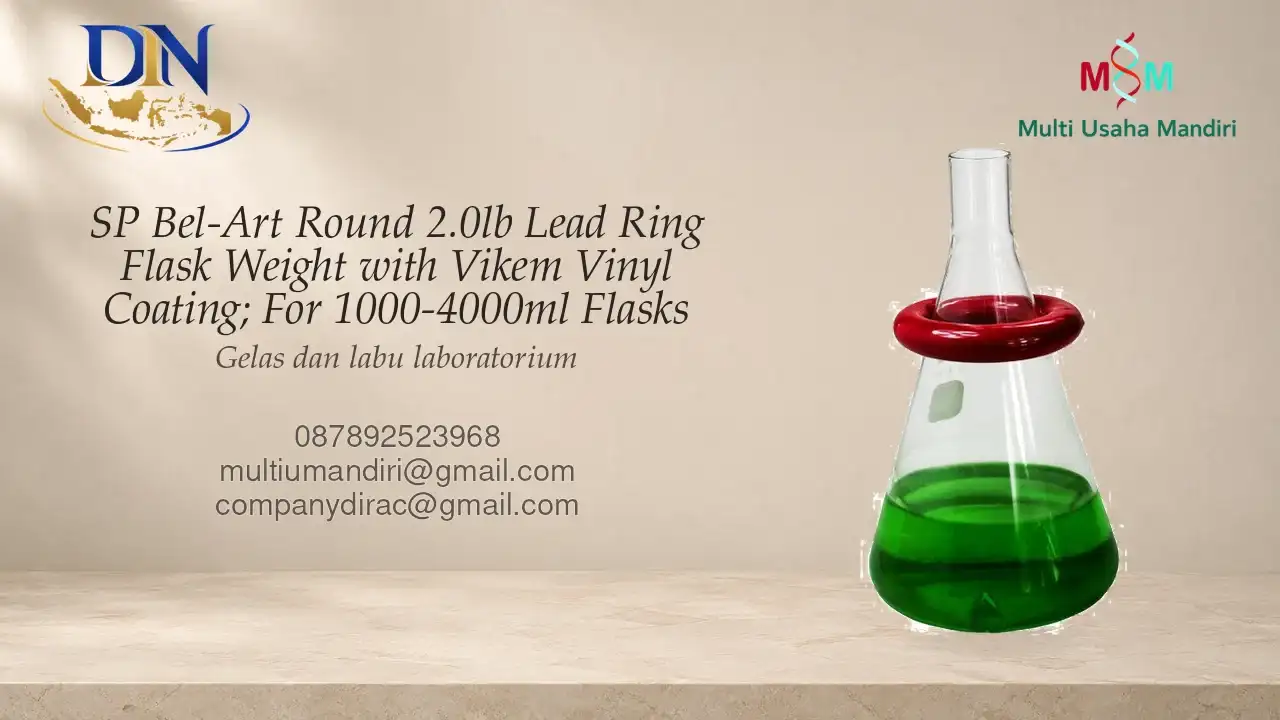 DN
MSM
Multi Usaha Mandiri
SP Bel-Art Round 2.0lb Lead Ring
Flask Weight with Vikem Vinyl
Coating; For 1000-4000ml Flasks
Gelas dan labu laboratorium
087892523968
multiumandiri@gmail.com
companydirac@gmail.com